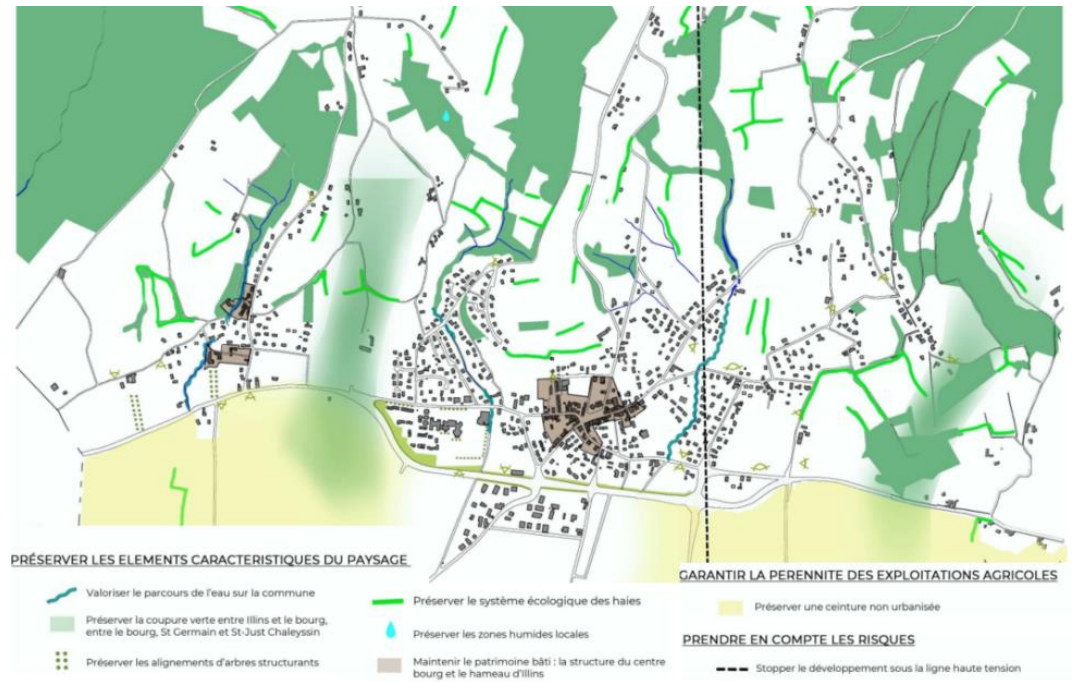 PRÉSERVER LES ELEMENTS CARACTERISTIQUES DU PAYSAGE
Valoriser le parcours de l'eau sur la commune
Préserver la coupure verte entre Illins et le bourg,
entre le bourg, St Germain et St-Just Chaleyssin
Préserver les alignements d'arbres structurants
Préserver le système écologique des haies
Préserver les zones humides locales
Maintenir le patrimoine bâti : la structure du centre
bourg et le hameau d'Illins
GARANTIR LA PERENNITE DES EXPLOITATIONS AGRICOLES
Préserver une ceinture non urbanisée
PRENDRE EN COMPTE LES RISQUES
Stopper le développement sous la ligne haute tension